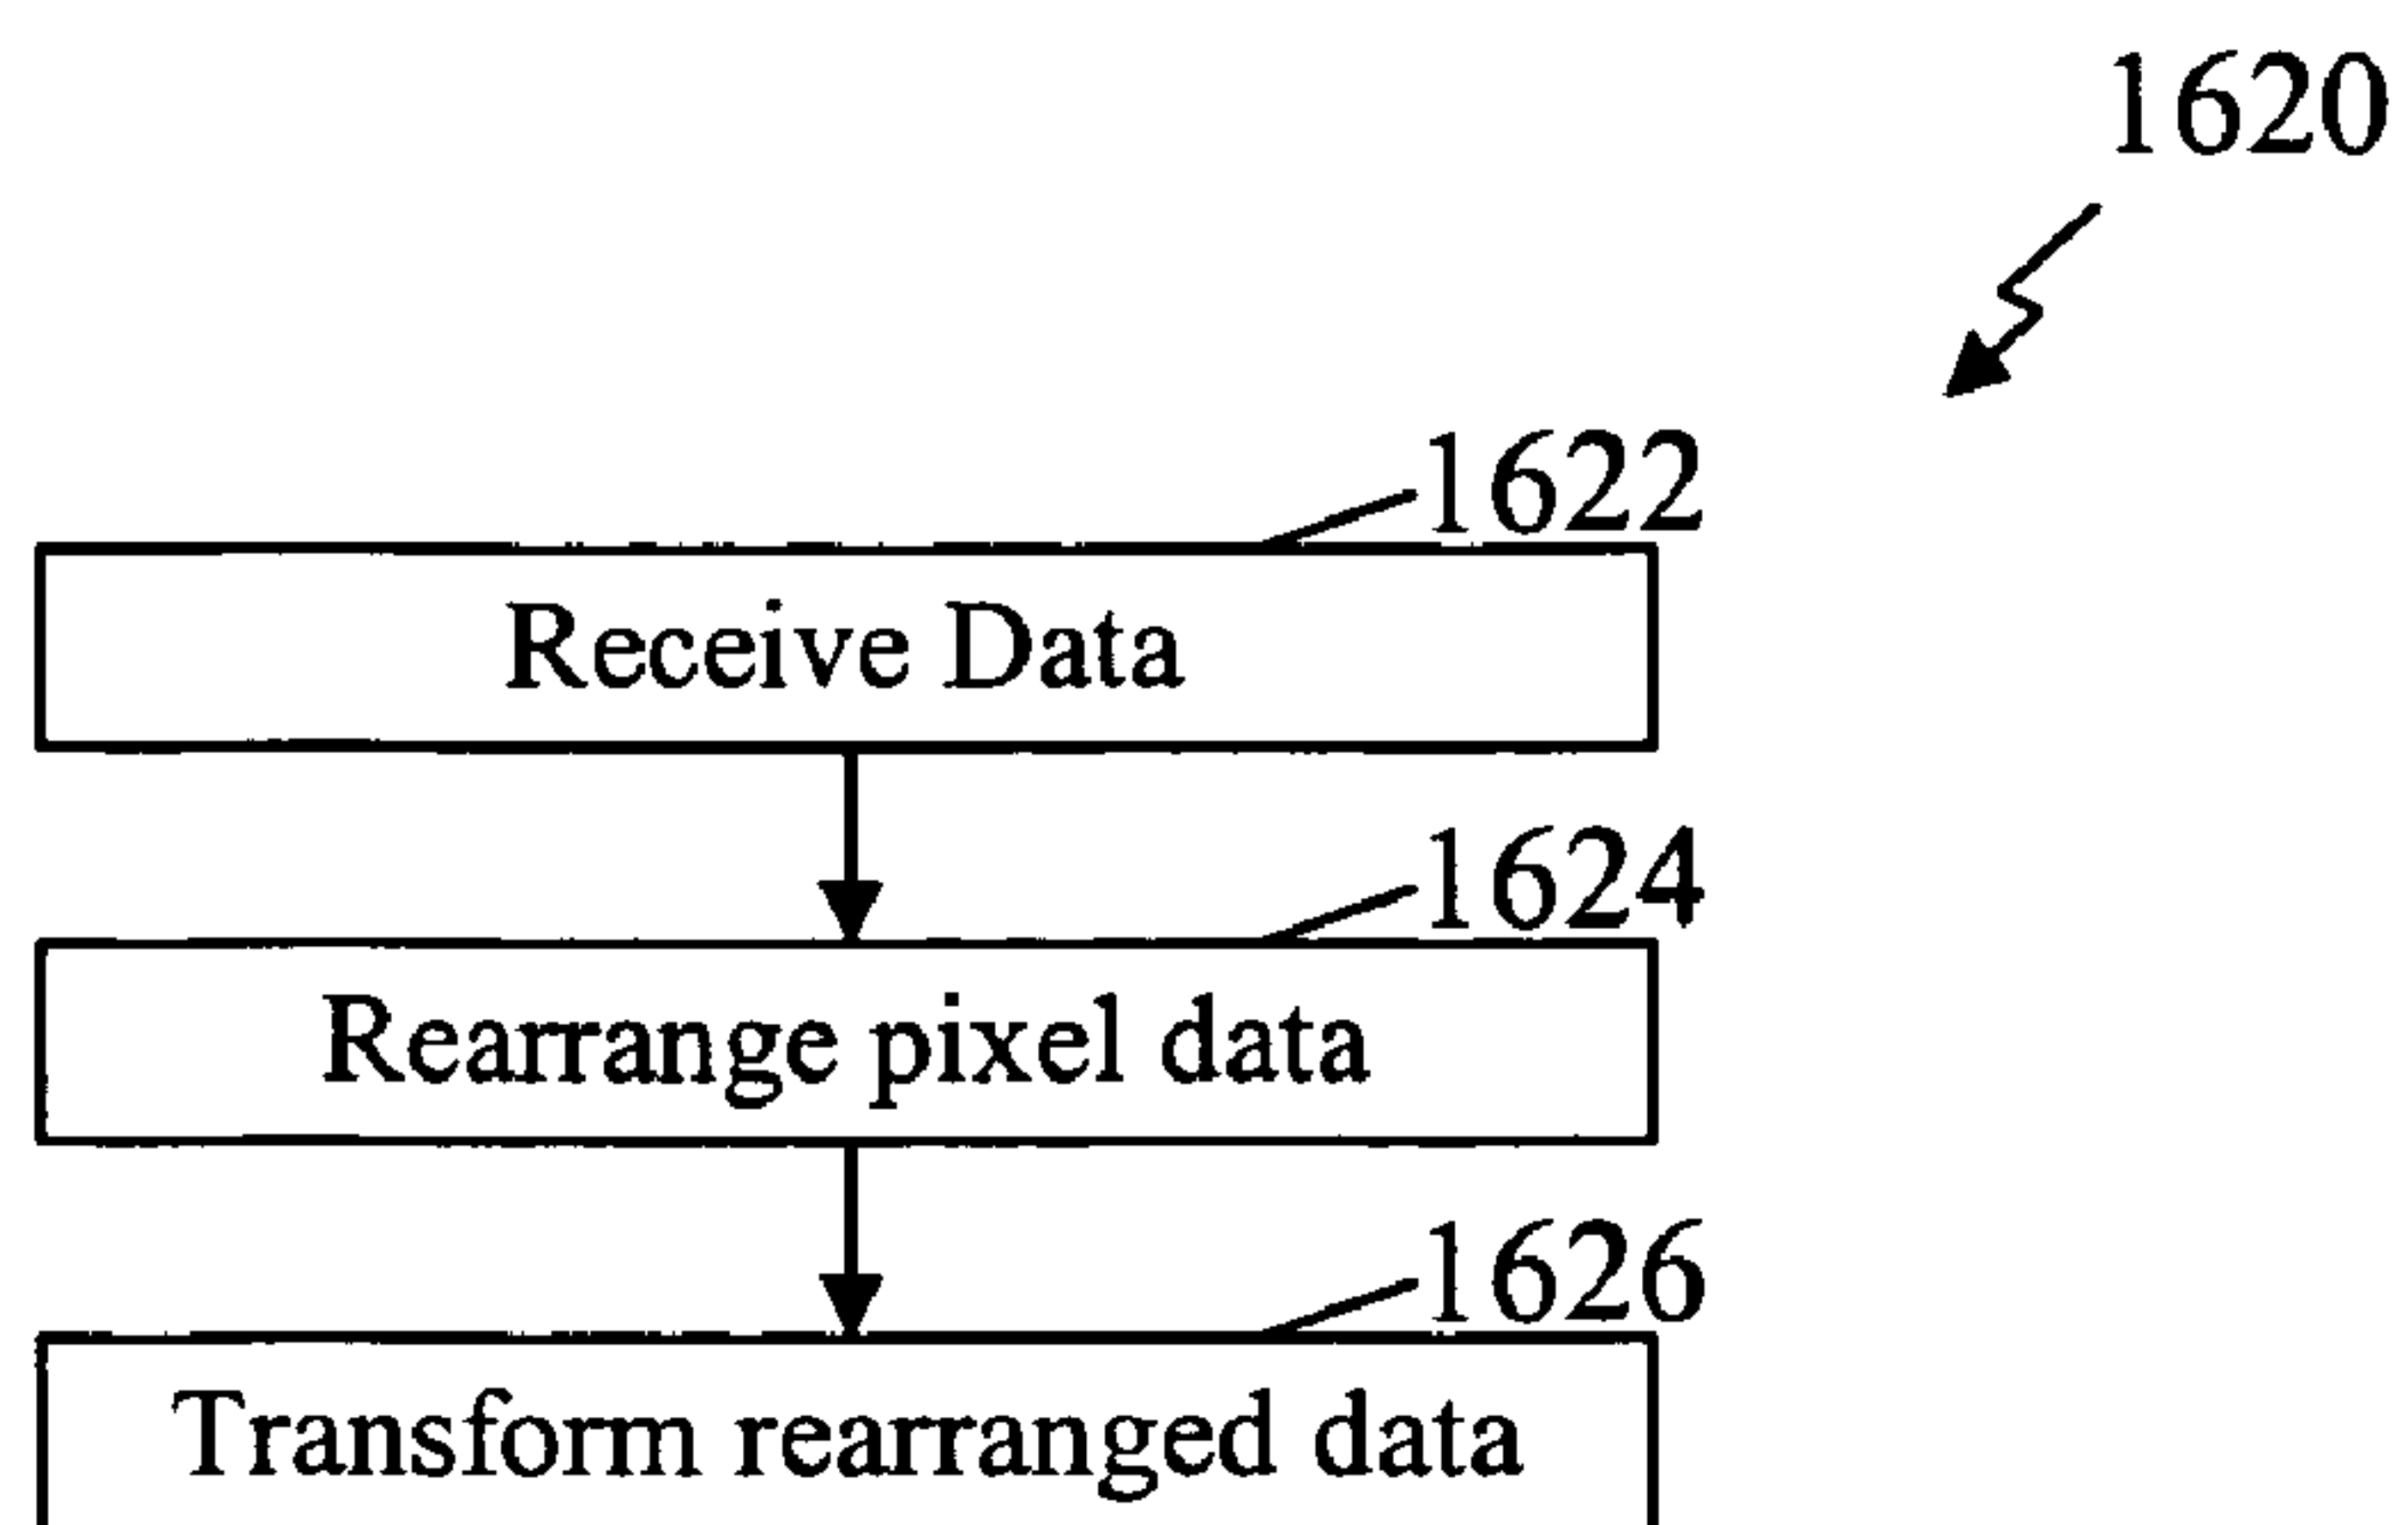 1620
1622
Receive Data
1624
Rearrange pixel data
1626
Transform rearranged data